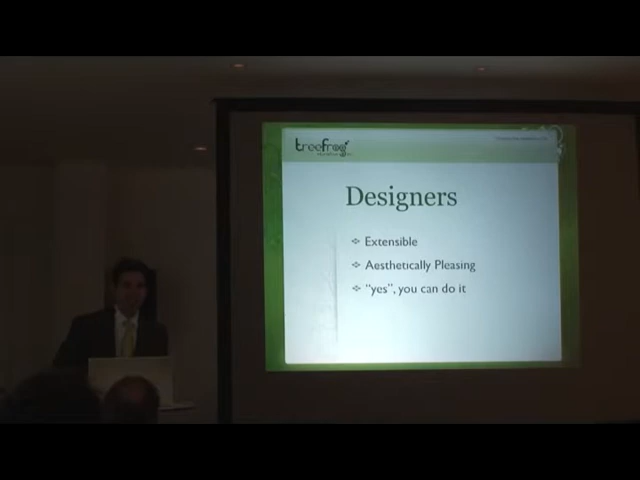 treefrog
Designers
Extensible
Aesthetically Pleasing
"yes", you can do it